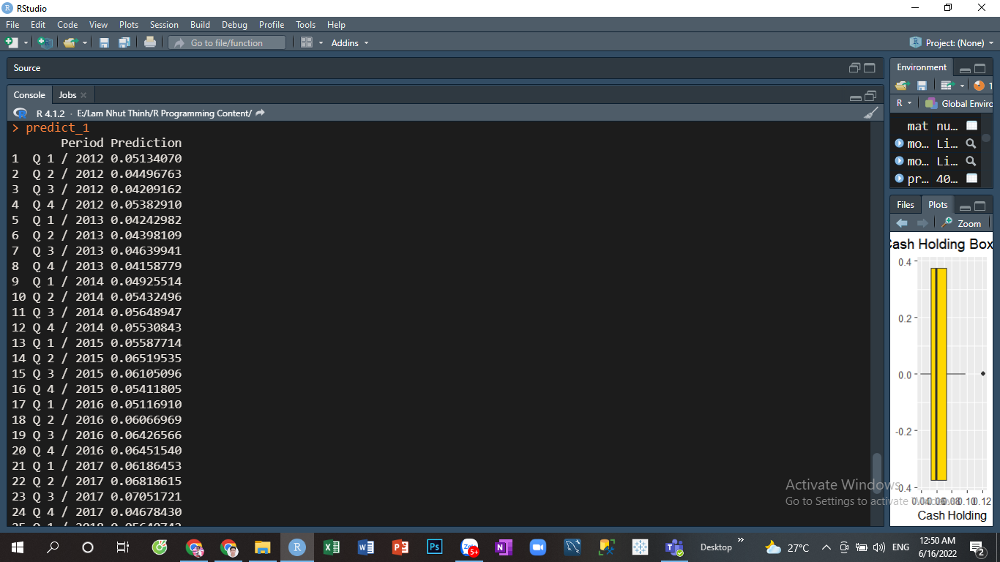 RStudio
File Edit Code View Plots Session Build Debug Profile Tools Help
Go to file/function Addins Project: (None)
Source
Console Jobs
R 4.1.2 · E:/Lam Nhut Thinh/R Programming Content/
> predict_1
Period Prediction
1 Q 1 / 2012 0.05134070
2 Q 2 / 2012 0.04496763
3 Q 3 / 2012 0.04209162
4 Q 4 / 2012 0.05382910
5 Q 1 / 2013 0.04242982
6 Q 2 / 2013 0.04398109
7 Q 3 / 2013 0.04639941
8 Q 4 / 2013 0.04158779
9 Q 1 / 2014 0.04925514
10 Q 2 / 2014 0.05432496
11 Q 3 / 2014 0.05648947
12 Q 4 / 2014 0.05530843
13 Q 1 / 2015 0.05587714
14 Q 2 / 2015 0.06519535
15 Q 3 / 2015 0.06105096
16 Q 4 / 2015 0.05411805
17 Q 1 / 2016 0.05116910
18 Q 2 / 2016 0.06066969
19 Q 3 / 2016 0.06426566
20 Q 4 / 2016 0.06451540
21 Q 1 / 2017 0.06186453
22 Q 2 / 2017 0.06818615
23 Q 3 / 2017 0.07051721
24 Q 4 / 2017 0.04678430
Environment
1
R Global Enviro
mat nu...
mo... Li...
mo... Li...
pr... 40...
Files Plots
Zoom
Cash Holding Box
0.4
0.2
0.0
-0.2
-0.4
0.04 0.06 0.08 0.10 0.12
Cash Holding
Activate Windows
Go to Settings to activate
Desktop
27°C
ENG
12:50 AM
6/16/2022
5+
2